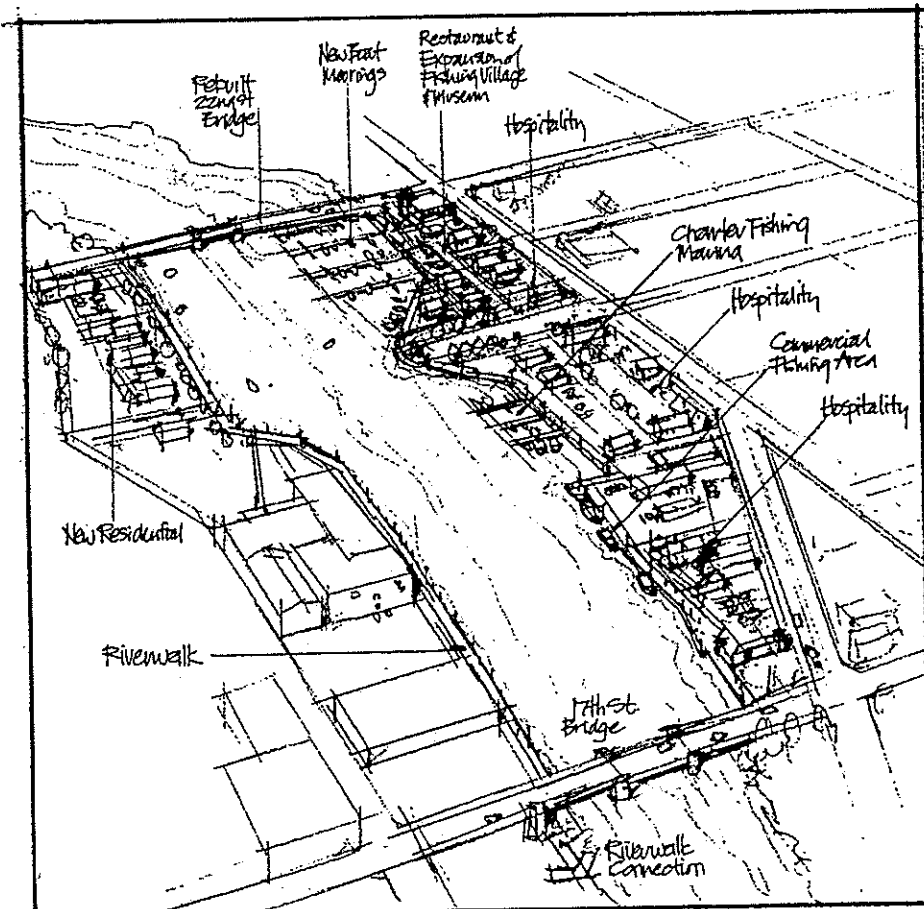 Rebuilt
22nd St
Bridge
New Boat
Moorings
Restaurant &
Expansion of
Fishing Village
& Museum
Hospitality
Charter Fishing
Marina
Hospitality
Commercial
Fishing Area
Hospitality
New Residential
Riverwalk
17th St.
Bridge
Riverwalk
Connection